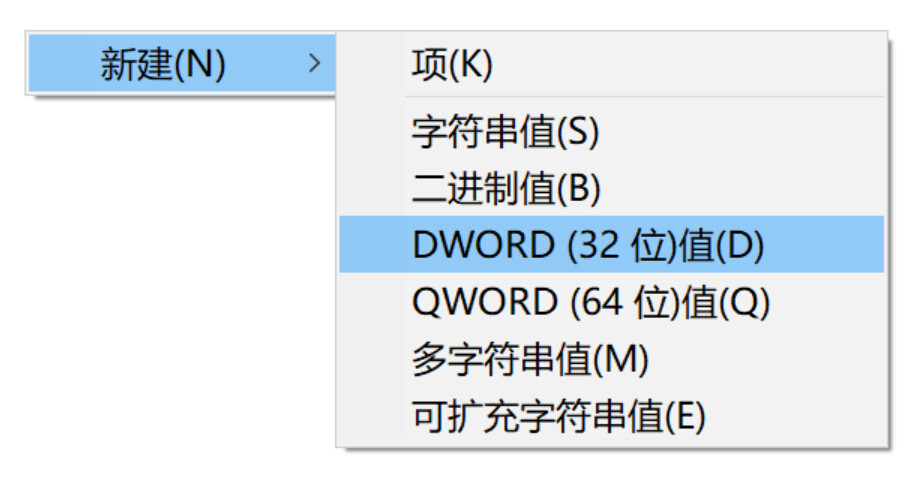 新建(N)
项(K)
字符串值(S)
二进制值(B)
DWORD (32 位)值(D)
QWORD (64 位)值(Q)
多字符串值(M)
可扩充字符串值(E)